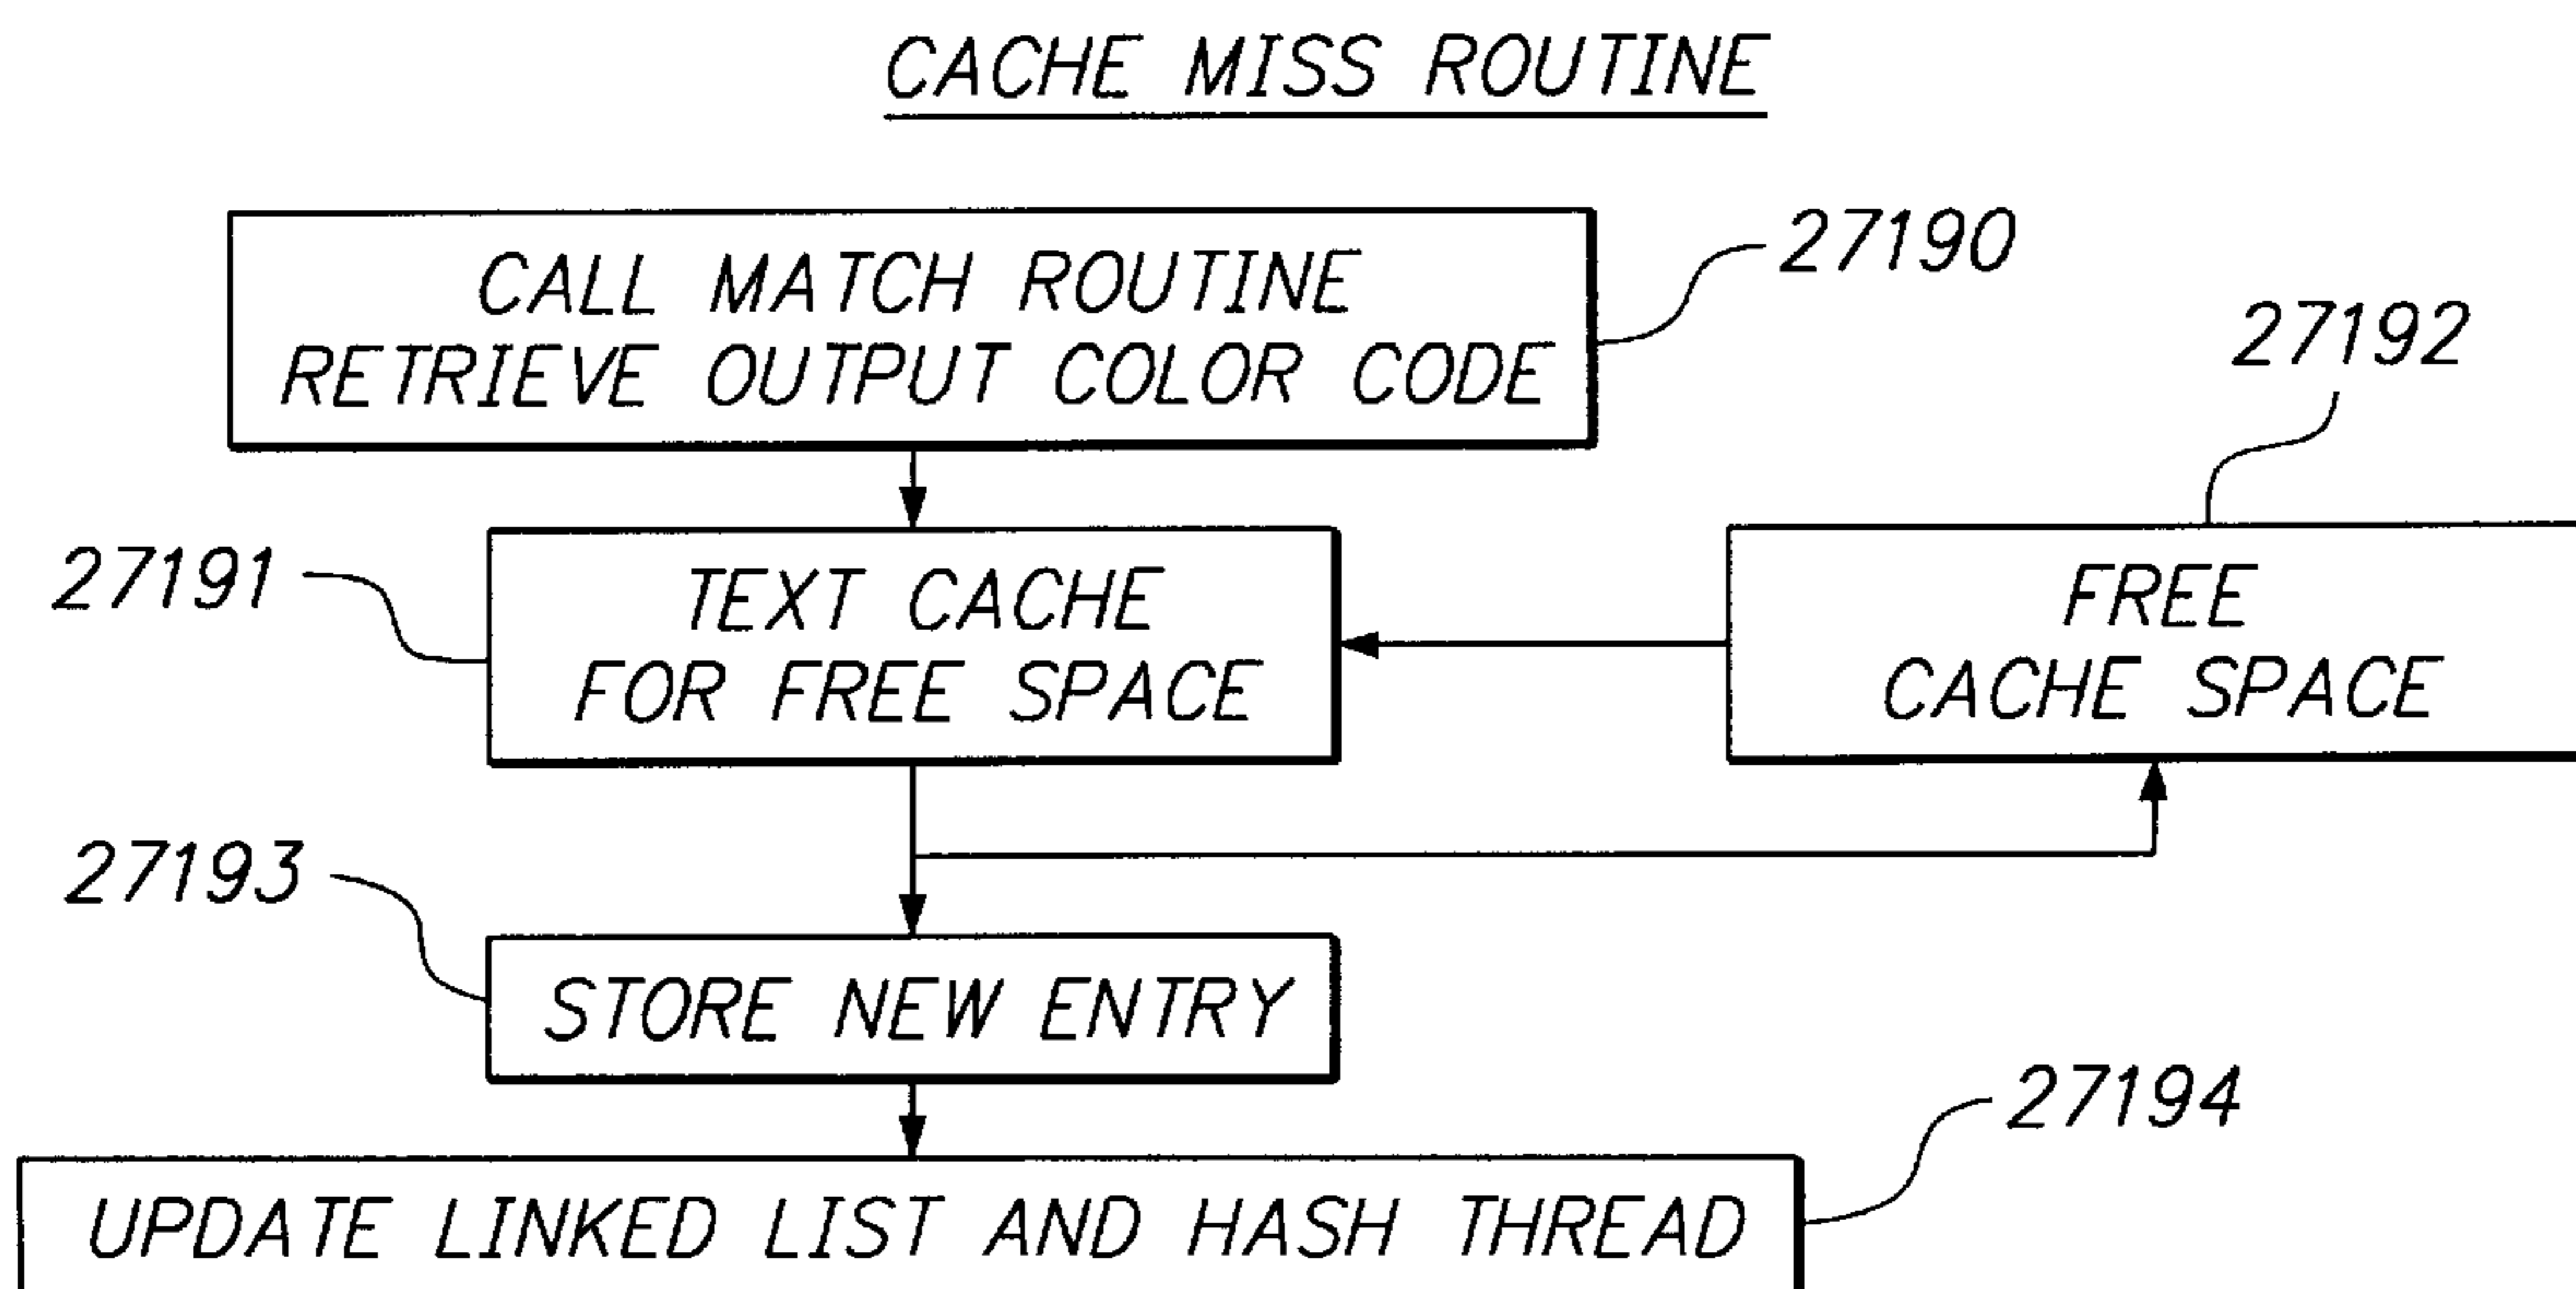 CACHE MISS ROUTINE
CALL MATCH ROUTINE
RETRIEVE OUTPUT COLOR CODE
27190
27192
27191
TEXT CACHE
FOR FREE SPACE
FREE
CACHE SPACE
27193
STORE NEW ENTRY
27194
UPDATE LINKED LIST AND HASH THREAD